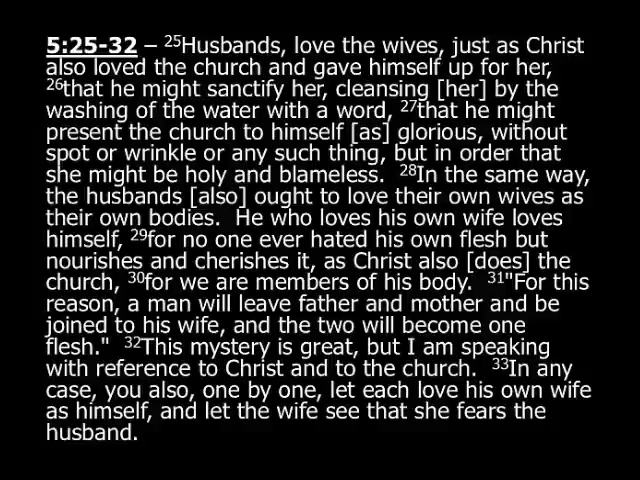 5:25-32 – 25Husbands, love the wives, just as Christ
also loved the church and gave himself up for her,
26that he might sanctify her, cleansing [her] by the
washing of the water with a word, 27that he might
present the church to himself [as] glorious, without
spot or wrinkle or any such thing, but in order that
she might be holy and blameless.  28In the same way,
the husbands [also] ought to love their own wives as
their own bodies.  He who loves his own wife loves
himself, 29for no one ever hated his own flesh but
nourishes and cherishes it, as Christ also [does] the
church, 30for we are members of his body.  31"For this
reason, a man will leave father and mother and be
joined to his wife, and the two will become one
flesh."  32This mystery is great, but I am speaking
with reference to Christ and to the church.  33In any
case, you also, one by one, let each love his own wife
as himself, and let the wife see that she fears the
husband.